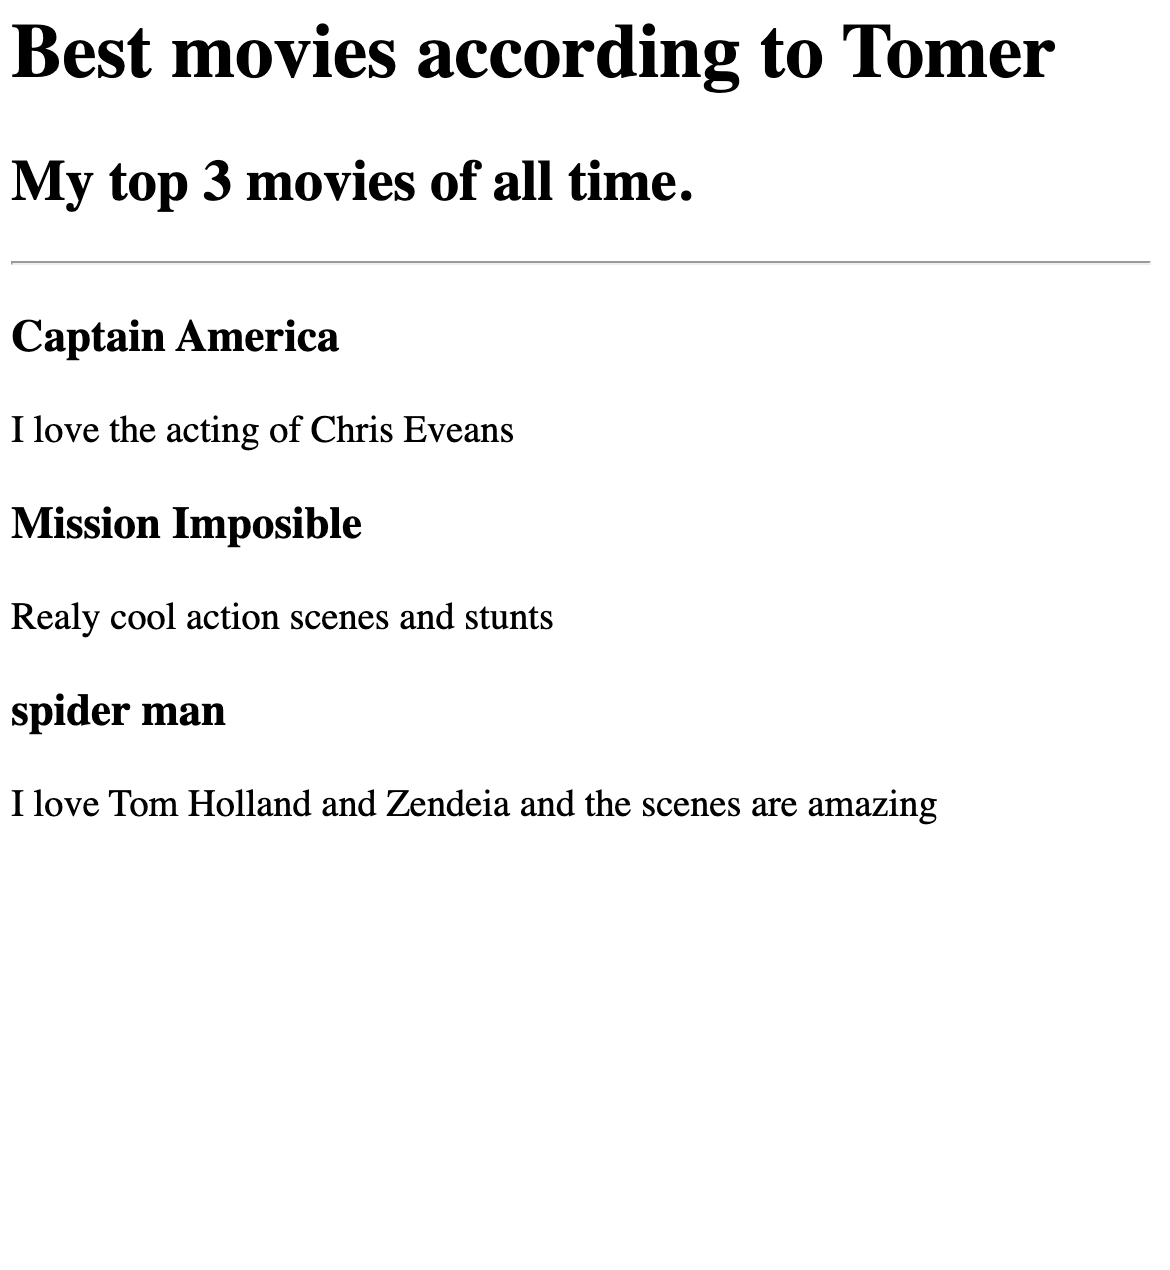 Best movies according to Tomer
My top 3 movies of all time.
Captain America
I love the acting of Chris Eveans
Mission Imposible
Realy cool action scenes and stunts
spider man
I love Tom Holland and Zendeia and the scenes are amazing